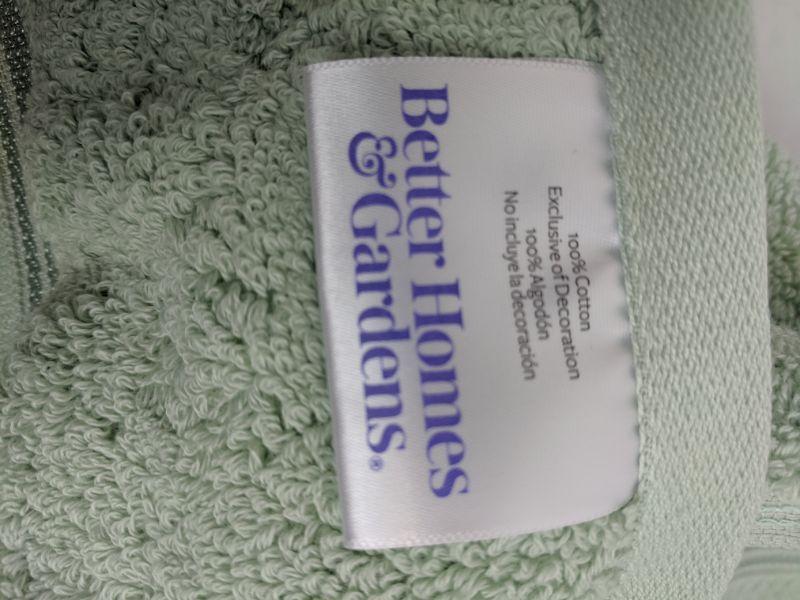 100% Cotton
Exclusive of Decoration
100% Algodón
No incluye la decoración
Better Homes
& Gardens®